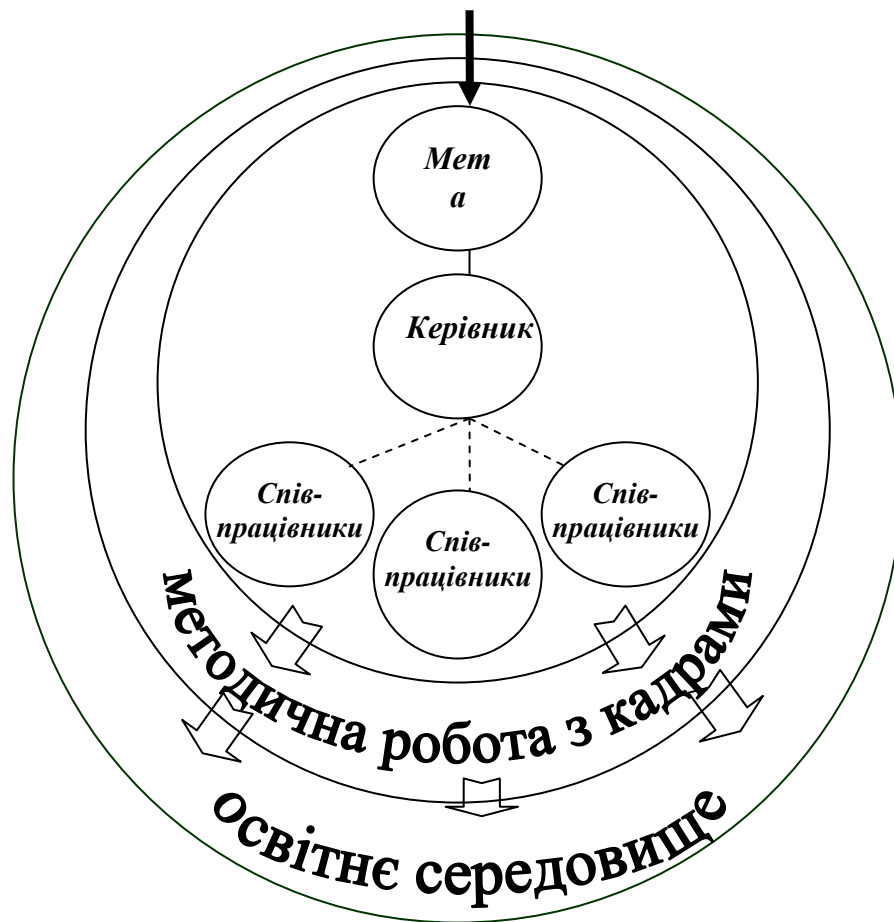 Мет
а
Керівник
Спів-
працівники
Спів-
працівники
Спів-
працівники
методична робота з кадрами
освітнє середовище